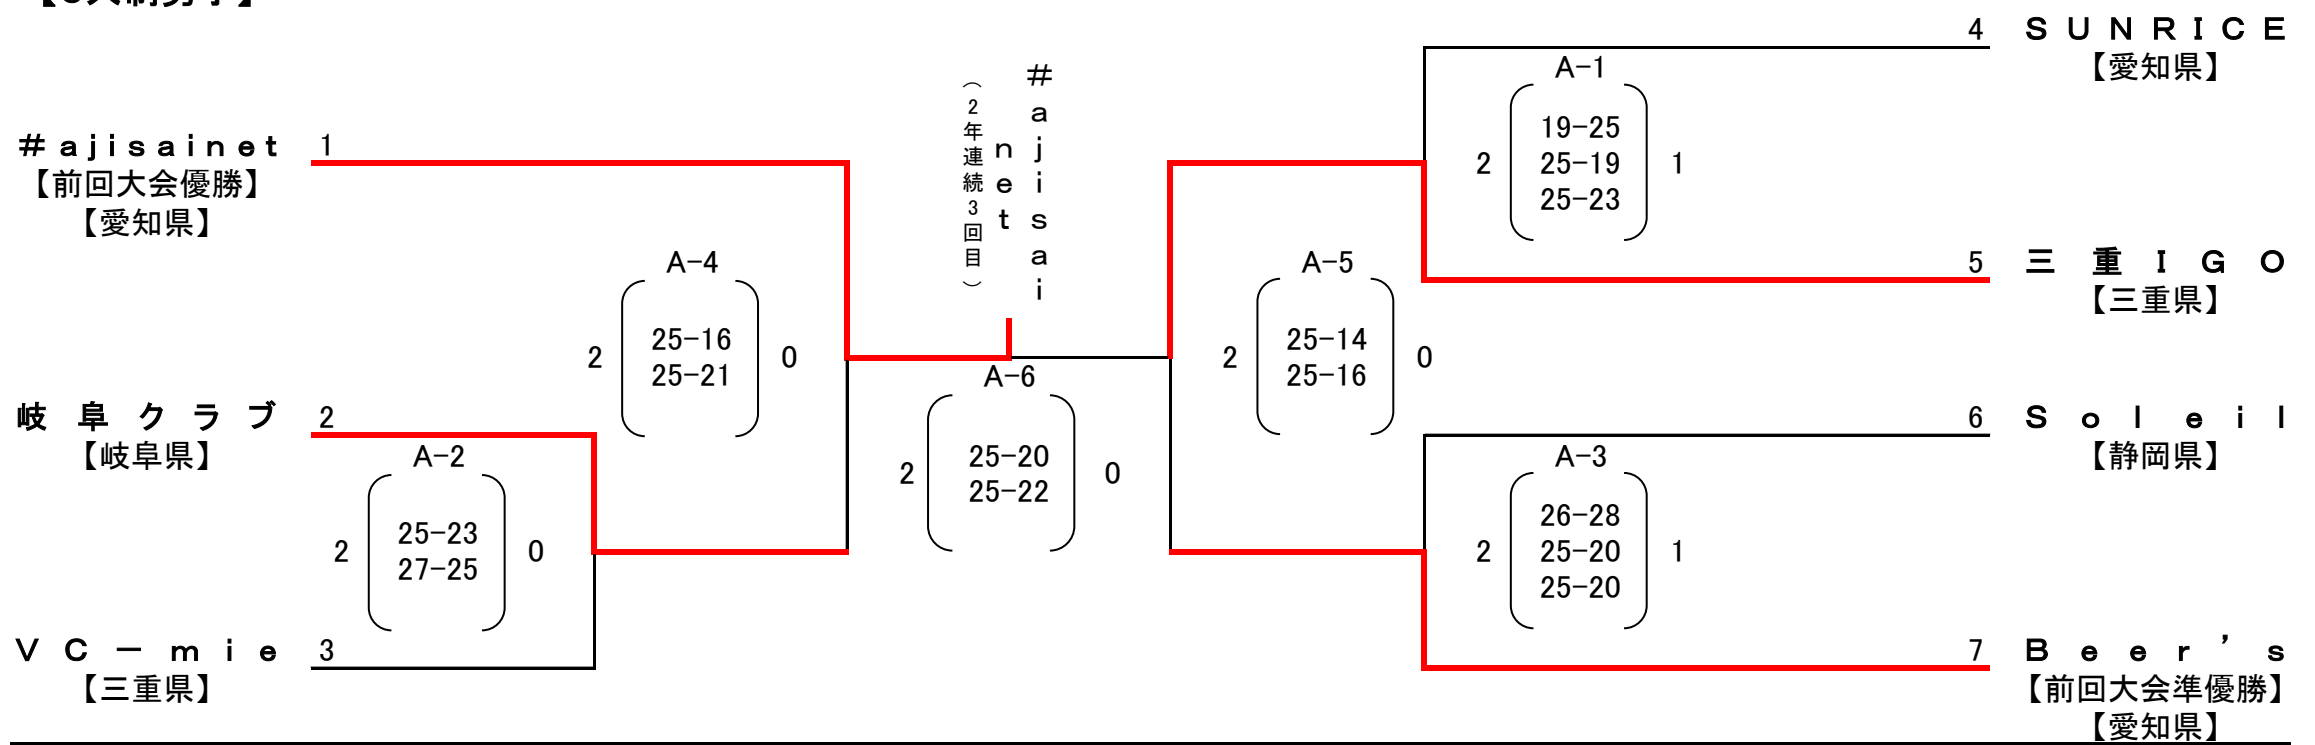 #ajisainet 1
【前回大会優勝】
【愛知県】
岐阜クラブ 2
【岐阜県】
A-2
2
25-23
27-25
0
VC-mie 3
【三重県】
A-4
2
25-16
25-21
0
#ajisai
net
(2年連続3回目)
A-6
2
25-20
25-22
0
A-5
2
25-14
25-16
0
4 SUNRICE
【愛知県】
A-1
2
19-25
25-19
25-23
1
5 三重IGO
【三重県】
6 Soleil
【静岡県】
A-3
2
26-28
25-20
25-20
1
7 Beer’s
【前回大会準優勝】
【愛知県】